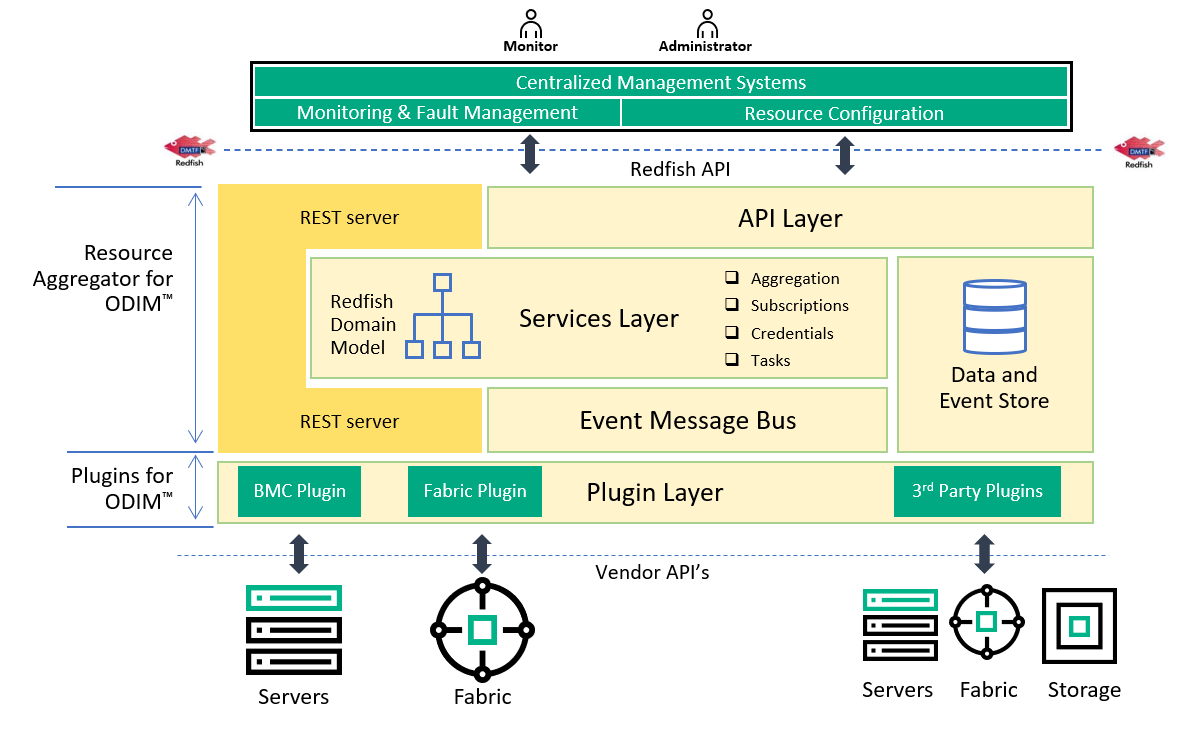 Monitor
Administrator
Centralized Management Systems
Monitoring & Fault Management
Resource Configuration
DMTF
Redfish
DMTF
Redfish
Redfish API
Resource
Aggregator for
ODIM™
REST server
API Layer
Redfish
Domain
Model
Services Layer
Aggregation
Subscriptions
Credentials
Tasks
Data and
Event Store
REST server
Event Message Bus
Plugins for
ODIM™
BMC Plugin
Fabric Plugin
Plugin Layer
3rd Party Plugins
Vendor API’s
Servers
Fabric
Servers
Fabric
Storage